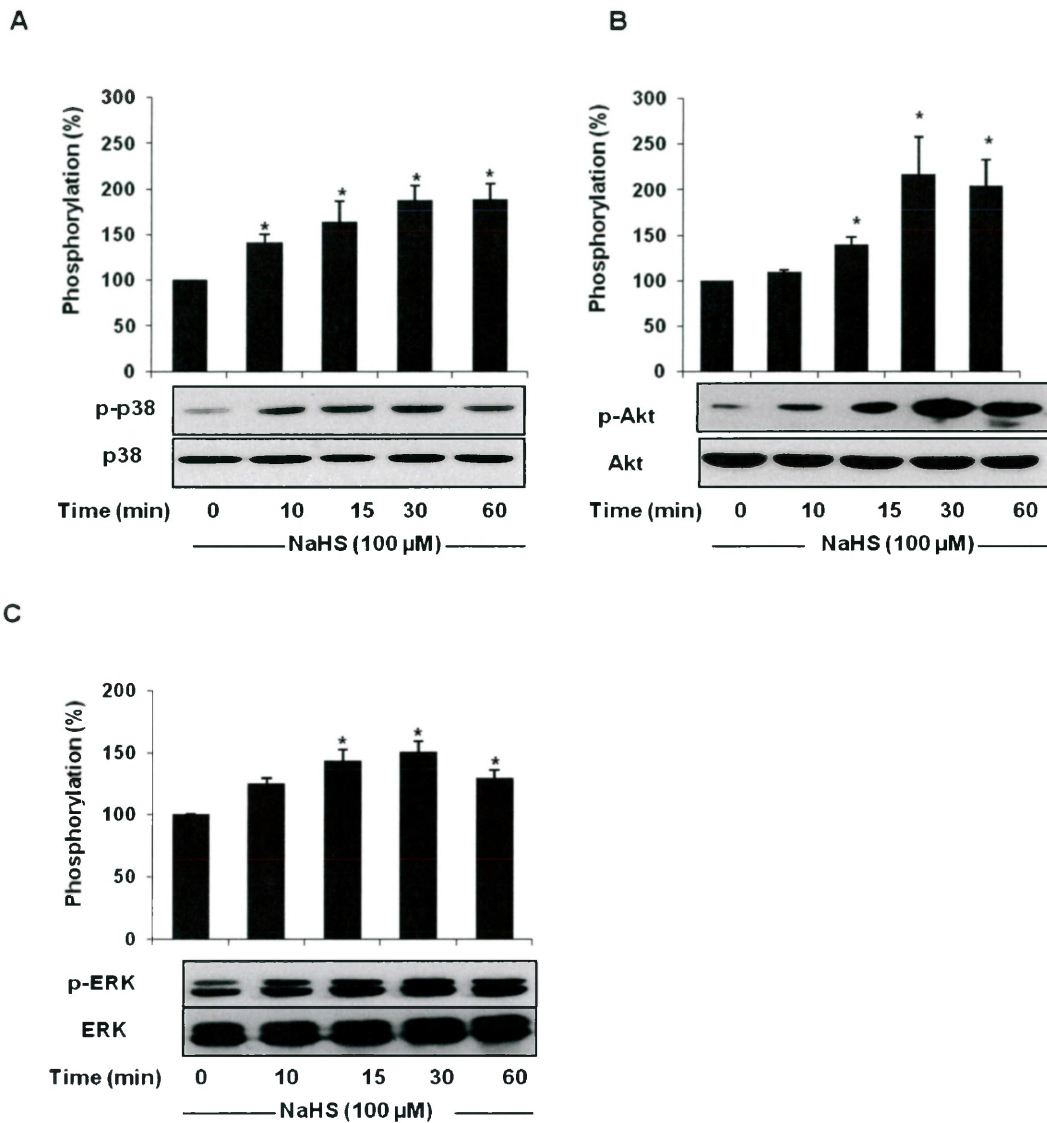 A
Phosphorylation (%)
300
250
200
150
100
50
0
*
*
*
*
p-p38
p38
Time (min) 0 10 15 30 60
NaHS (100 µM)
B
Phosphorylation (%)
300
250
200
150
100
50
0
*
*
*
p-Akt
Akt
Time (min) 0 10 15 30 60
NaHS (100 µM)
C
Phosphorylation (%)
200
150
100
50
0
*
*
*
p-ERK
ERK
Time (min) 0 10 15 30 60
NaHS (100 µM)